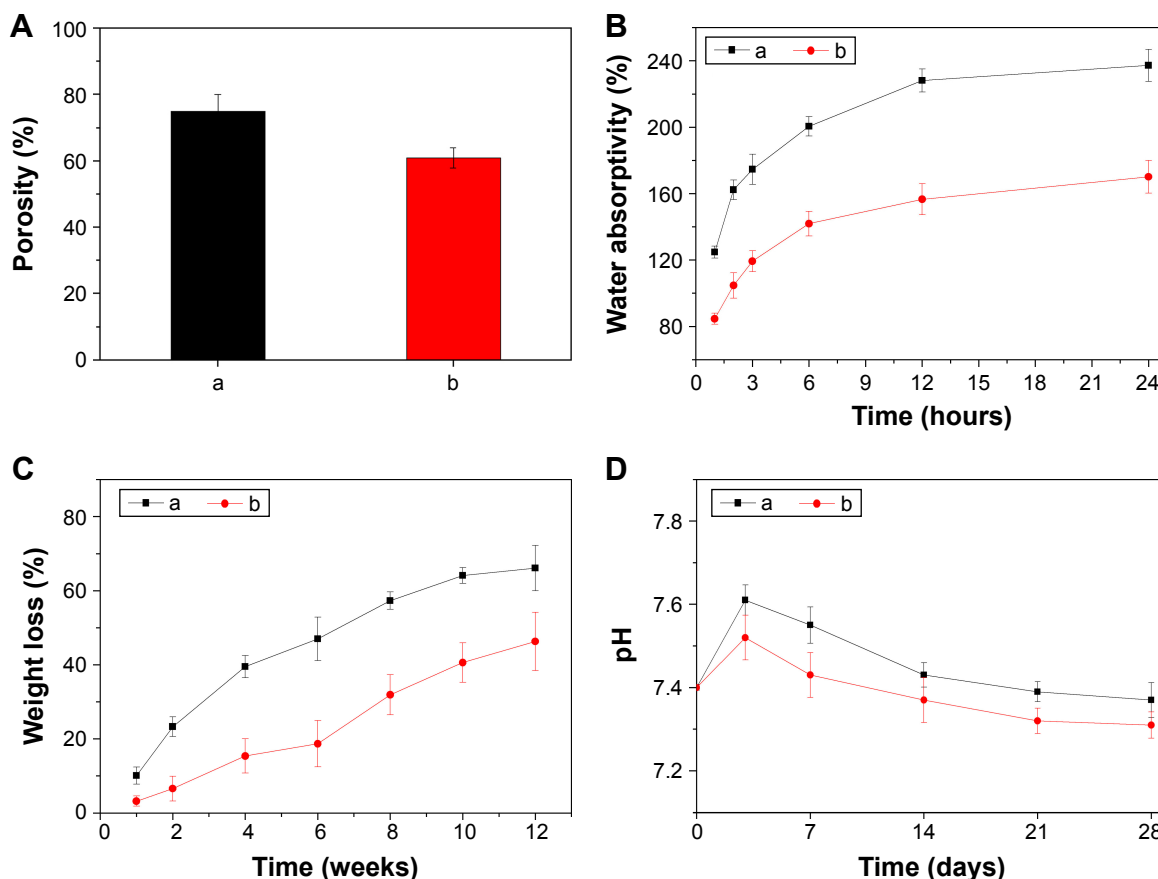 A
Porosity (%)
100
80
60
40
20
0
a
b
B
a
b
Water absorptivity (%)
240
200
160
120
80
0
3
6
9
12
15
18
21
24
Time (hours)
C
a
b
Weight loss (%)
80
60
40
20
0
0
2
4
6
8
10
12
Time (weeks)
D
a
b
pH
7.8
7.6
7.4
7.2
0
7
14
21
28
Time (days)